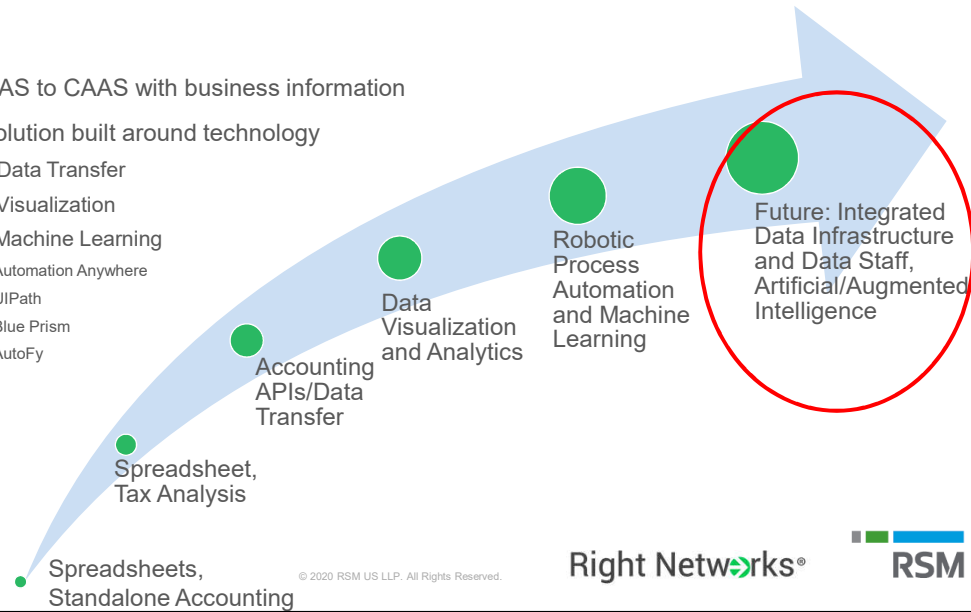 AS to CAAS with business information
olution built around technology
Data Transfer
Visualization
Machine Learning
Automation Anywhere
UIPath
Blue Prism
AutoFy
Future: Integrated
Data Infrastructure
and Data Staff,
Artificial/Augmented
Intelligence
Robotic
Process
Automation
and Machine
Learning
Data
Visualization
and Analytics
Accounting
APIs/Data
Transfer
Spreadsheet,
Tax Analysis
Spreadsheets,
Standalone Accounting
© 2020 RSM US LLP. All Rights Reserved.
Right Networks®
RSM